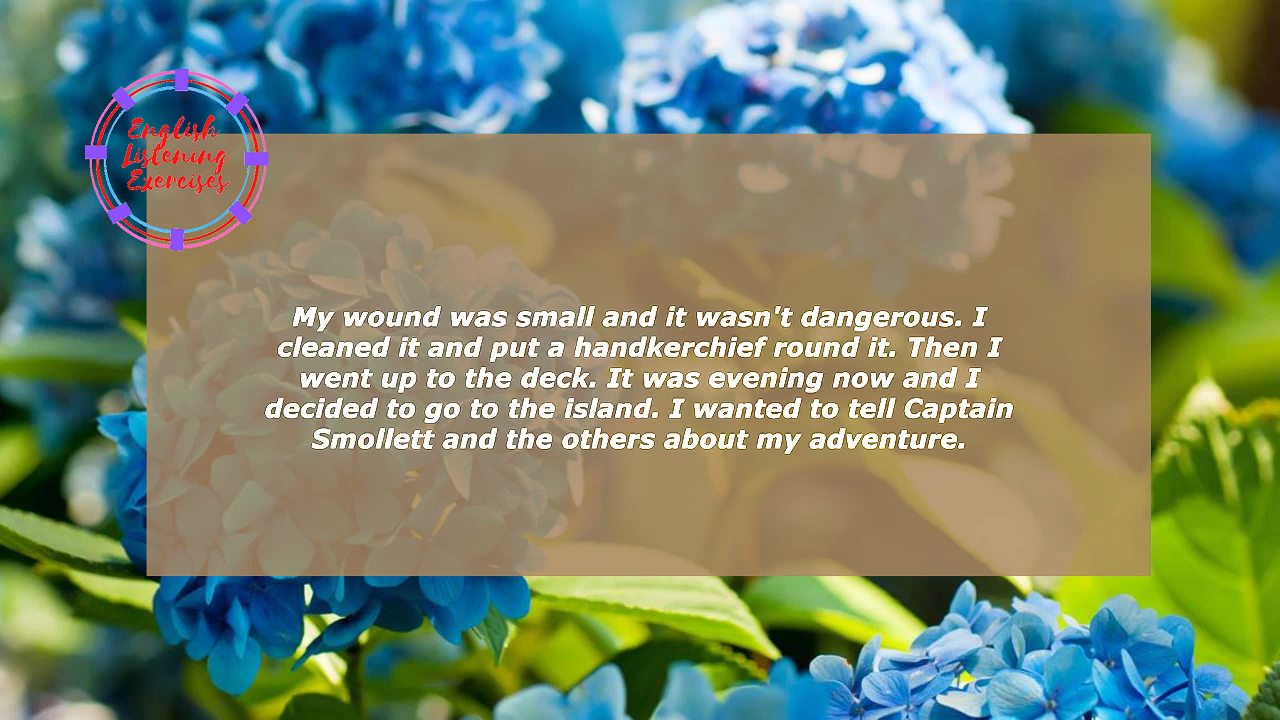 English
Listening
Exercises
My wound was small and it wasn't dangerous. I
cleaned it and put a handkerchief round it. Then I
went up to the deck. It was evening now and I
decided to go to the island. I wanted to tell Captain
Smollett and the others about my adventure.